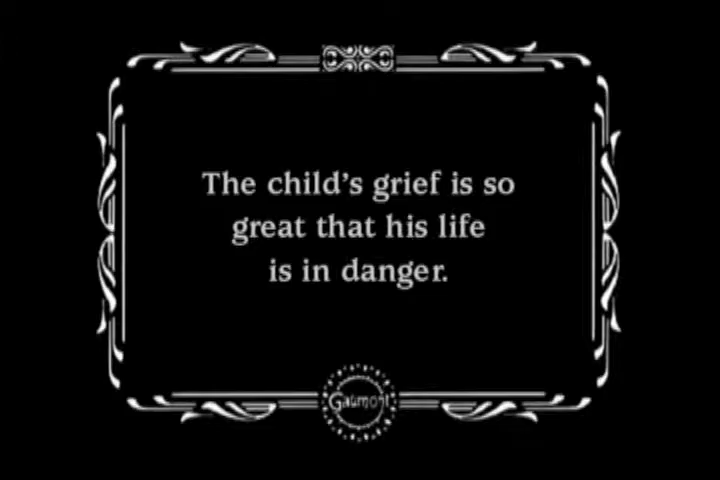 The child's grief is so
great that his life
is in danger.
Gaumont